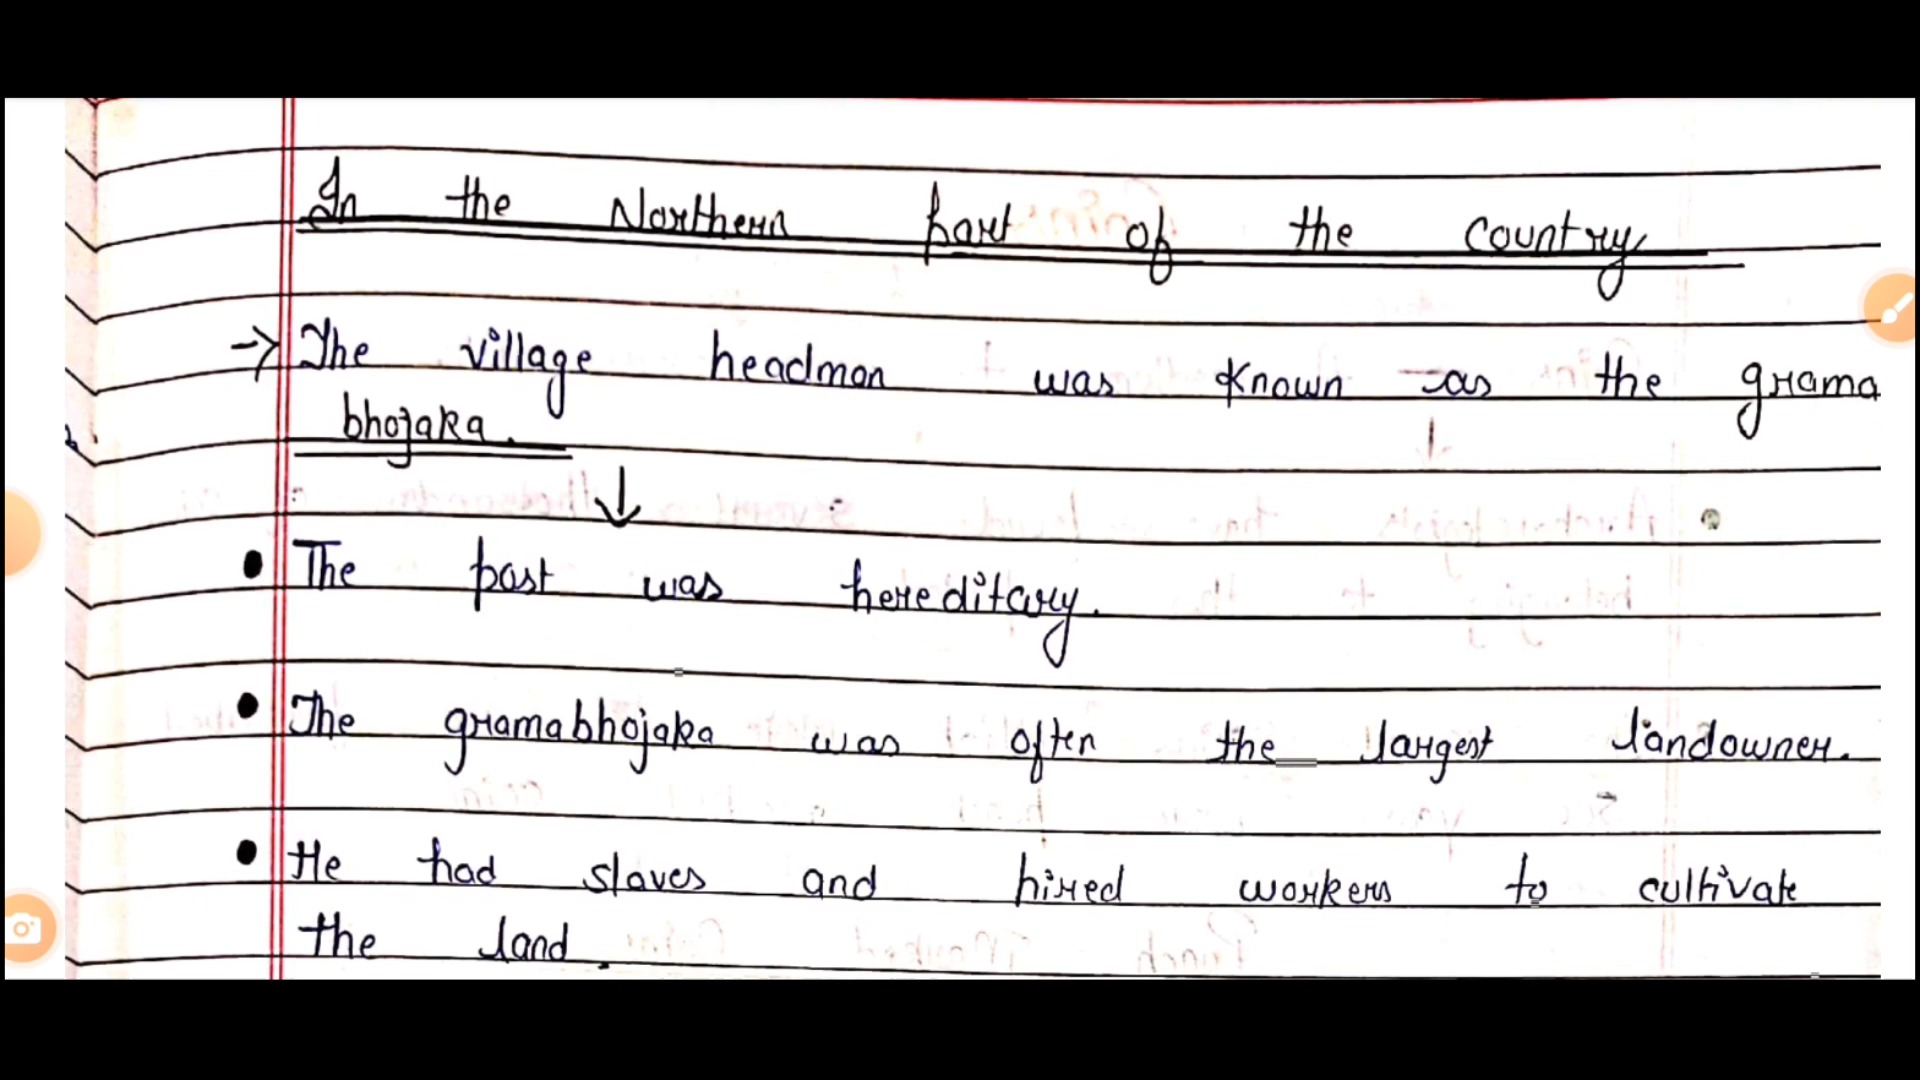 In the Northern part of the country
→ The village headman was known as the grama
bhojaka.
↓
• The post was hereditary.
• The gramabhojaka was often the largest landowner.
• He had slaves and hired workers to cultivate
the land.